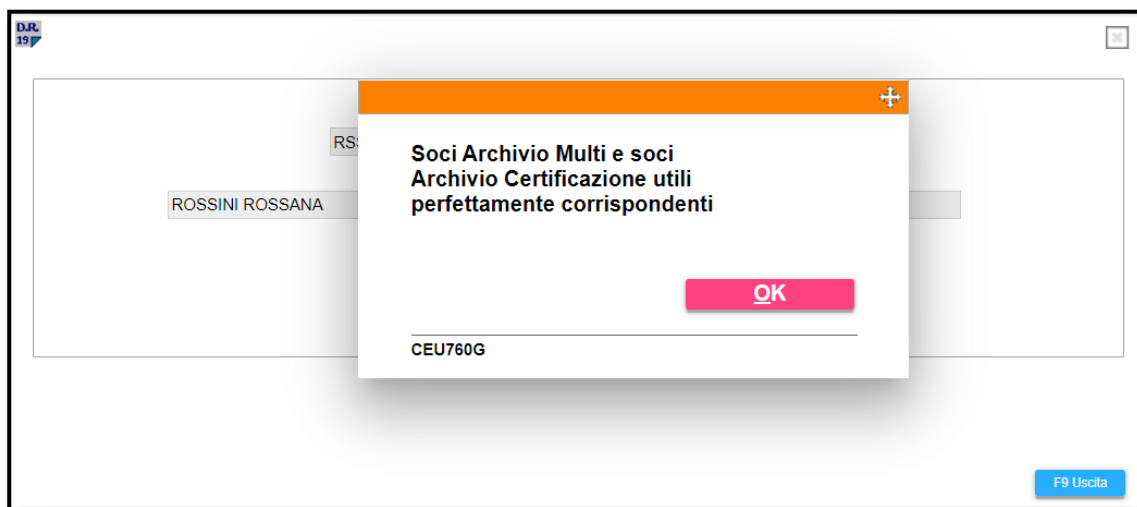 D.R.
19
RSS
Soci Archivio Multi e soci
Archivio Certificazione utili
perfettamente corrispondenti
ROSSINI ROSSANA
OK
CEU760G
F9 Uscita